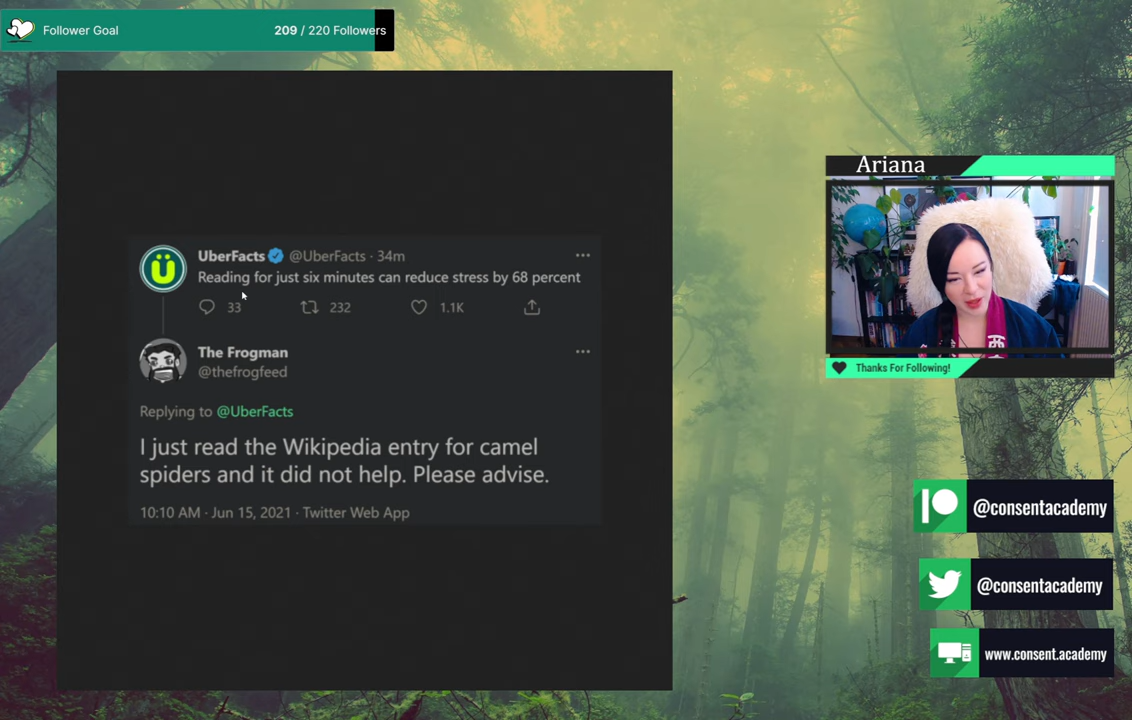 Follower Goal 209 / 220 Followers
UberFacts @UberFacts · 34m
Reading for just six minutes can reduce stress by 68 percent
33 232 1.1K
The Frogman
@thefrogfeed
Replying to @UberFacts
I just read the Wikipedia entry for camel
spiders and it did not help. Please advise.
10:10 AM · Jun 15, 2021 · Twitter Web App
Ariana
Thanks For Following!
@consentacademy
@consentacademy
www.consent.academy